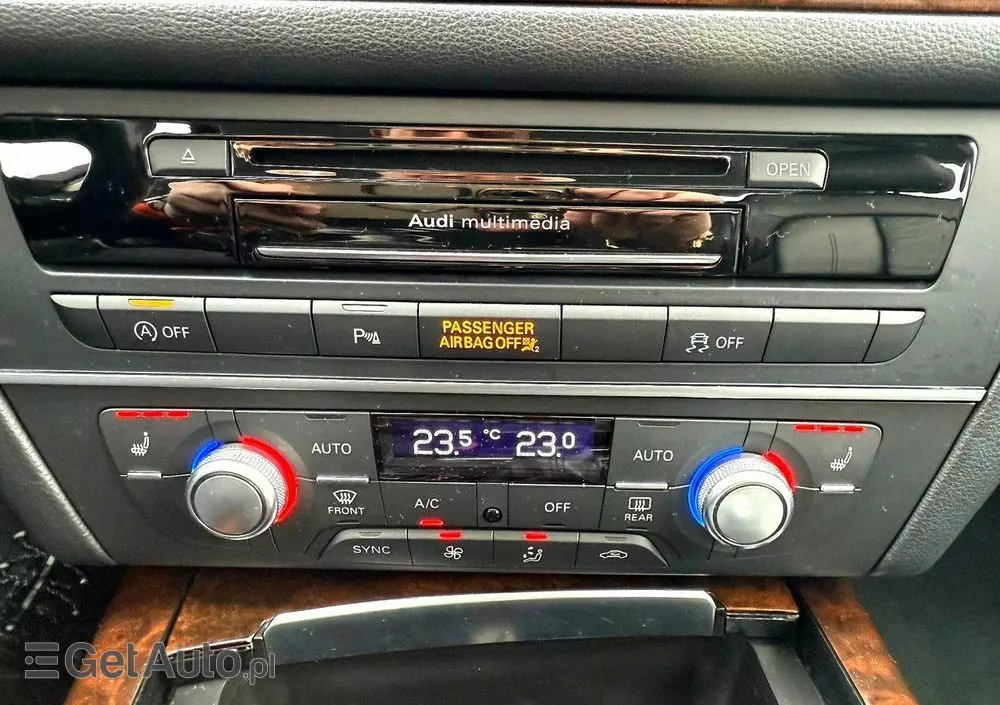 OPEN
Audi multimedia
A OFF
P
PASSENGER
AIRBAG OFF 2
OFF
AUTO
23.5 °C 23.0
AUTO
FRONT
A/C
OFF
REAR
SYNC
GetAuto.pl